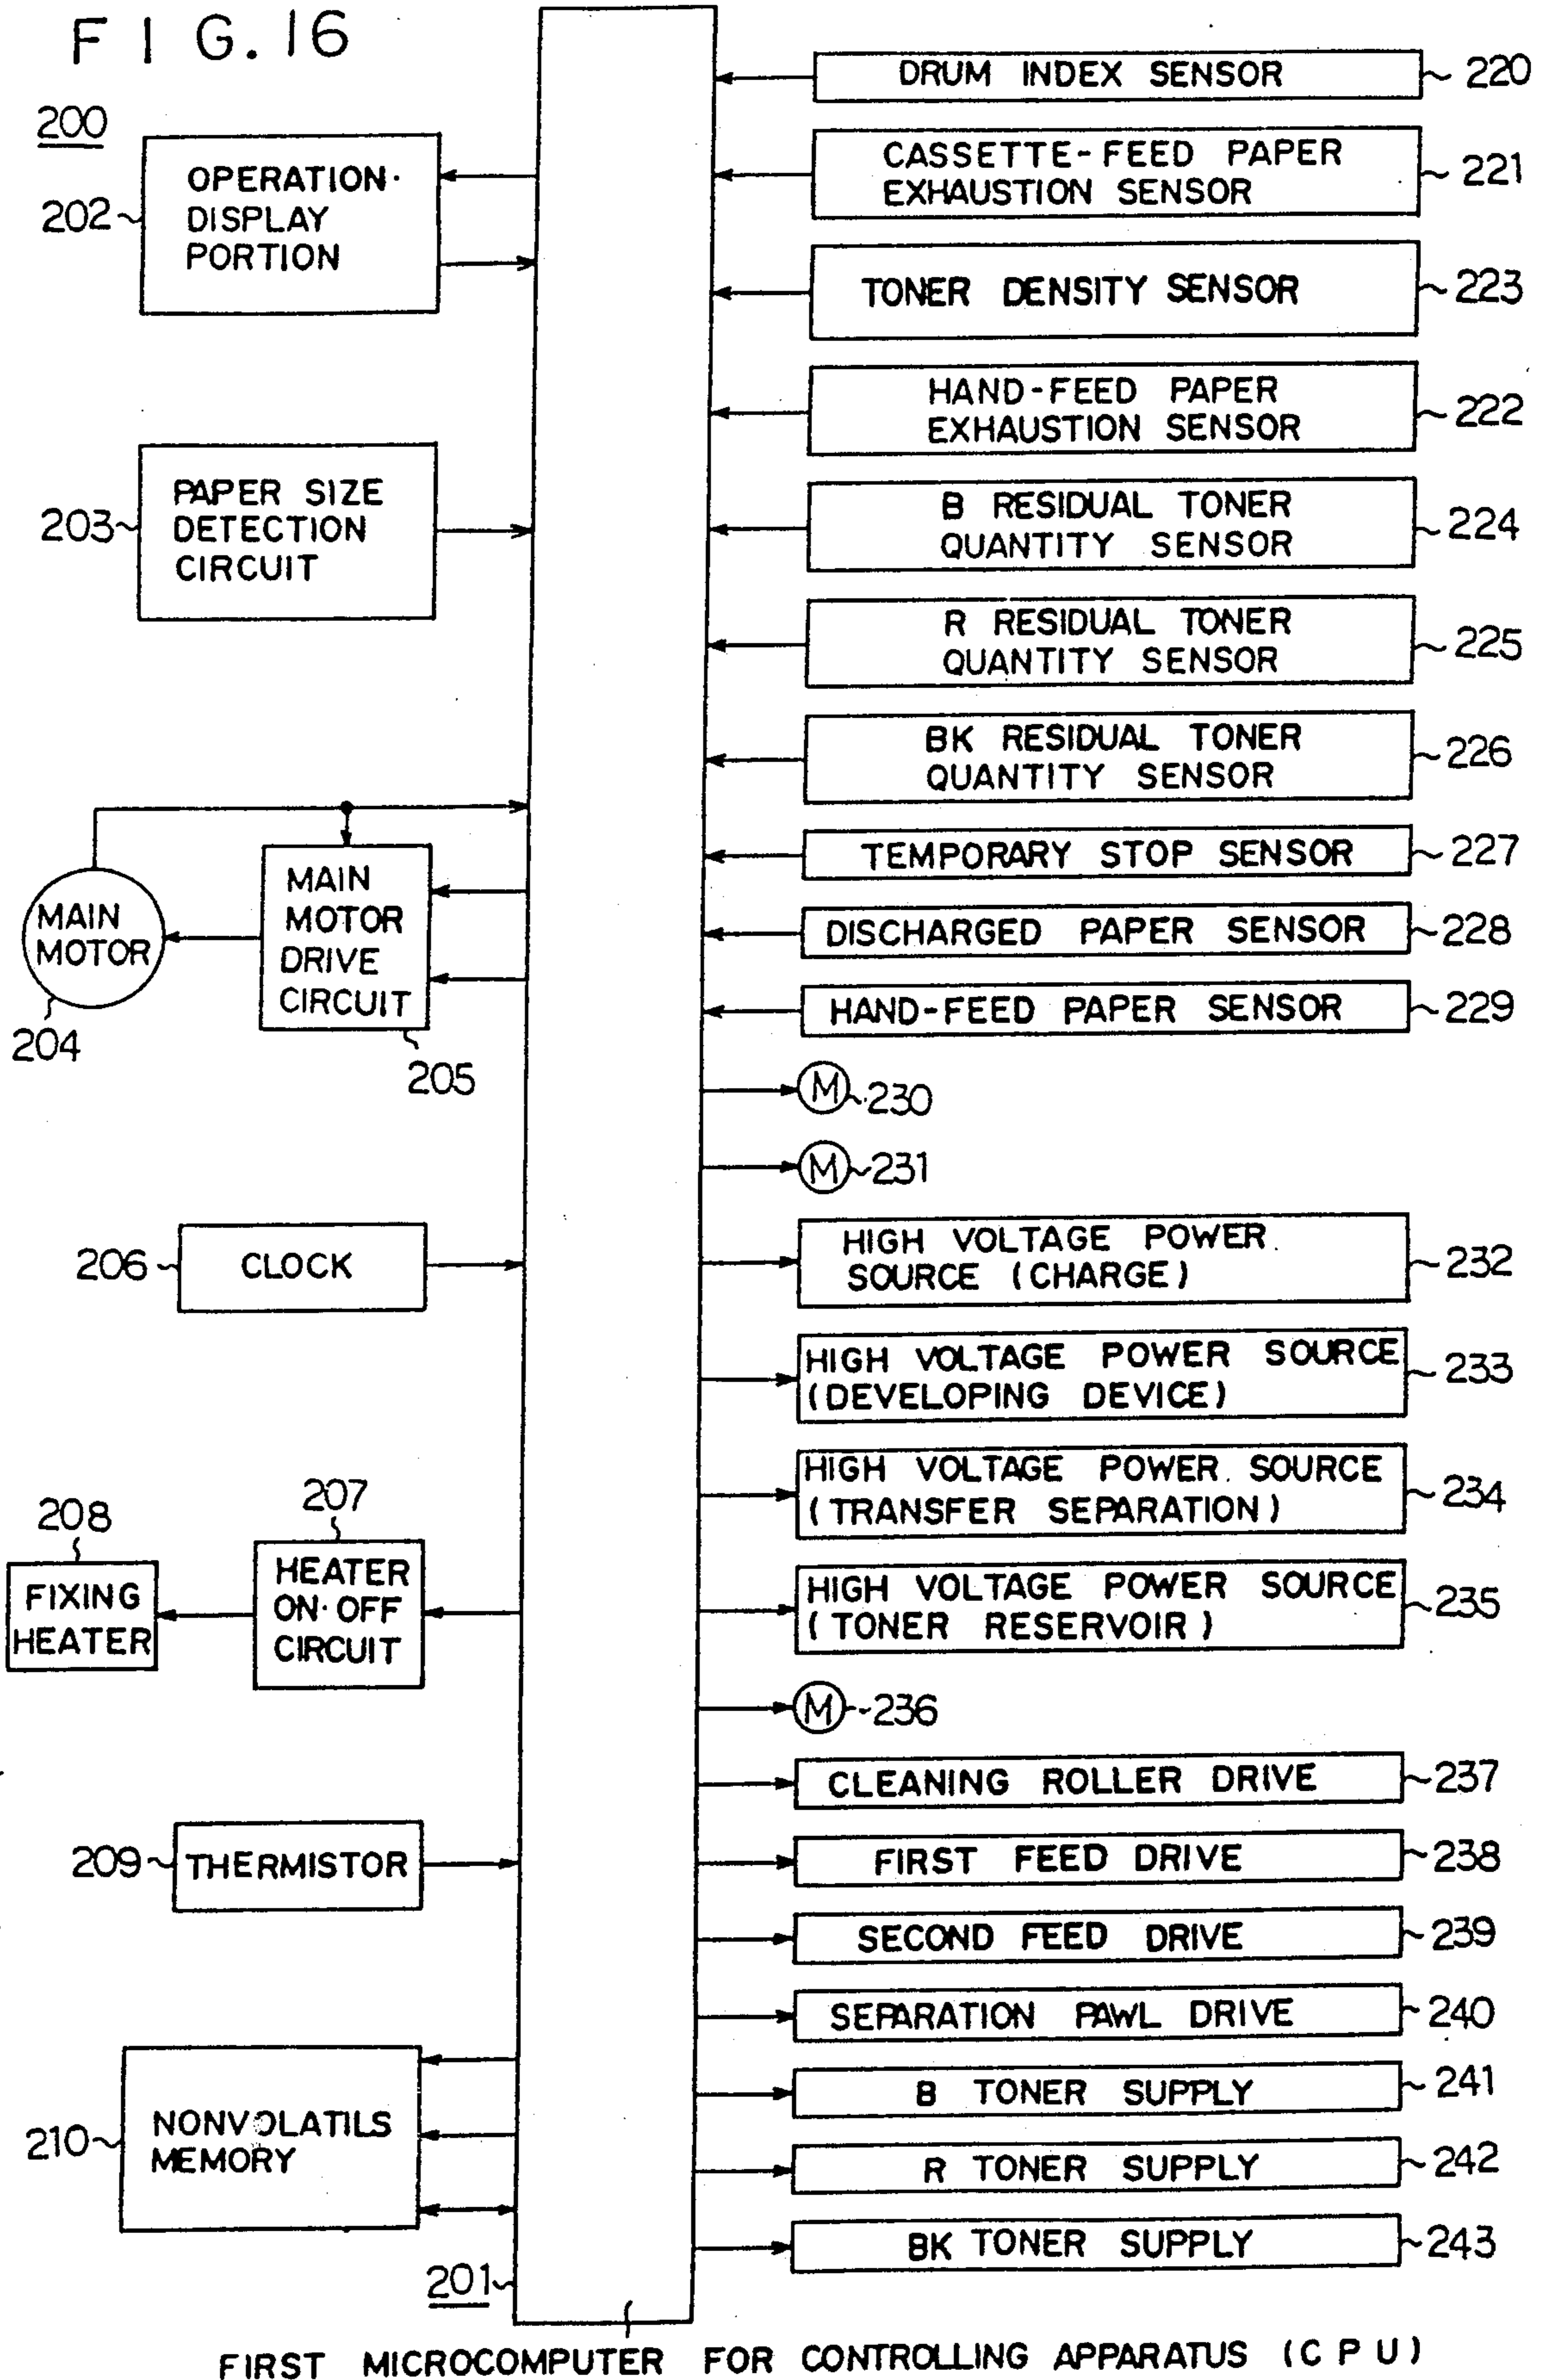 FIG.16
200
OPERATION·
DISPLAY
PORTION
202
PAPER SIZE
DETECTION
CIRCUIT
203
MAIN
MOTOR
204
MAIN
MOTOR
DRIVE
CIRCUIT
205
206
CLOCK
208
FIXING
HEATER
207
HEATER
ON·OFF
CIRCUIT
209
THERMISTOR
210
NONVOLATILS
MEMORY
201
DRUM INDEX SENSOR
220
CASSETTE-FEED PAPER
EXHAUSTION SENSOR
221
TONER DENSITY SENSOR
223
HAND-FEED PAPER
EXHAUSTION SENSOR
222
B RESIDUAL TONER
QUANTITY SENSOR
224
R RESIDUAL TONER
QUANTITY SENSOR
225
BK RESIDUAL TONER
QUANTITY SENSOR
226
TEMPORARY STOP SENSOR
227
DISCHARGED PAPER SENSOR
228
HAND-FEED PAPER SENSOR
229
M
230
M
231
HIGH VOLTAGE POWER
SOURCE (CHARGE)
232
HIGH VOLTAGE POWER SOURCE
(DEVELOPING DEVICE)
233
HIGH VOLTAGE POWER SOURCE
(TRANSFER SEPARATION)
234
HIGH VOLTAGE POWER SOURCE
(TONER RESERVOIR)
235
M
236
CLEANING ROLLER DRIVE
237
FIRST FEED DRIVE
238
SECOND FEED DRIVE
239
SEPARATION PAWL DRIVE
240
B TONER SUPPLY
241
R TONER SUPPLY
242
BK TONER SUPPLY
243
FIRST MICROCOMPUTER FOR CONTROLLING APPARATUS (CPU)